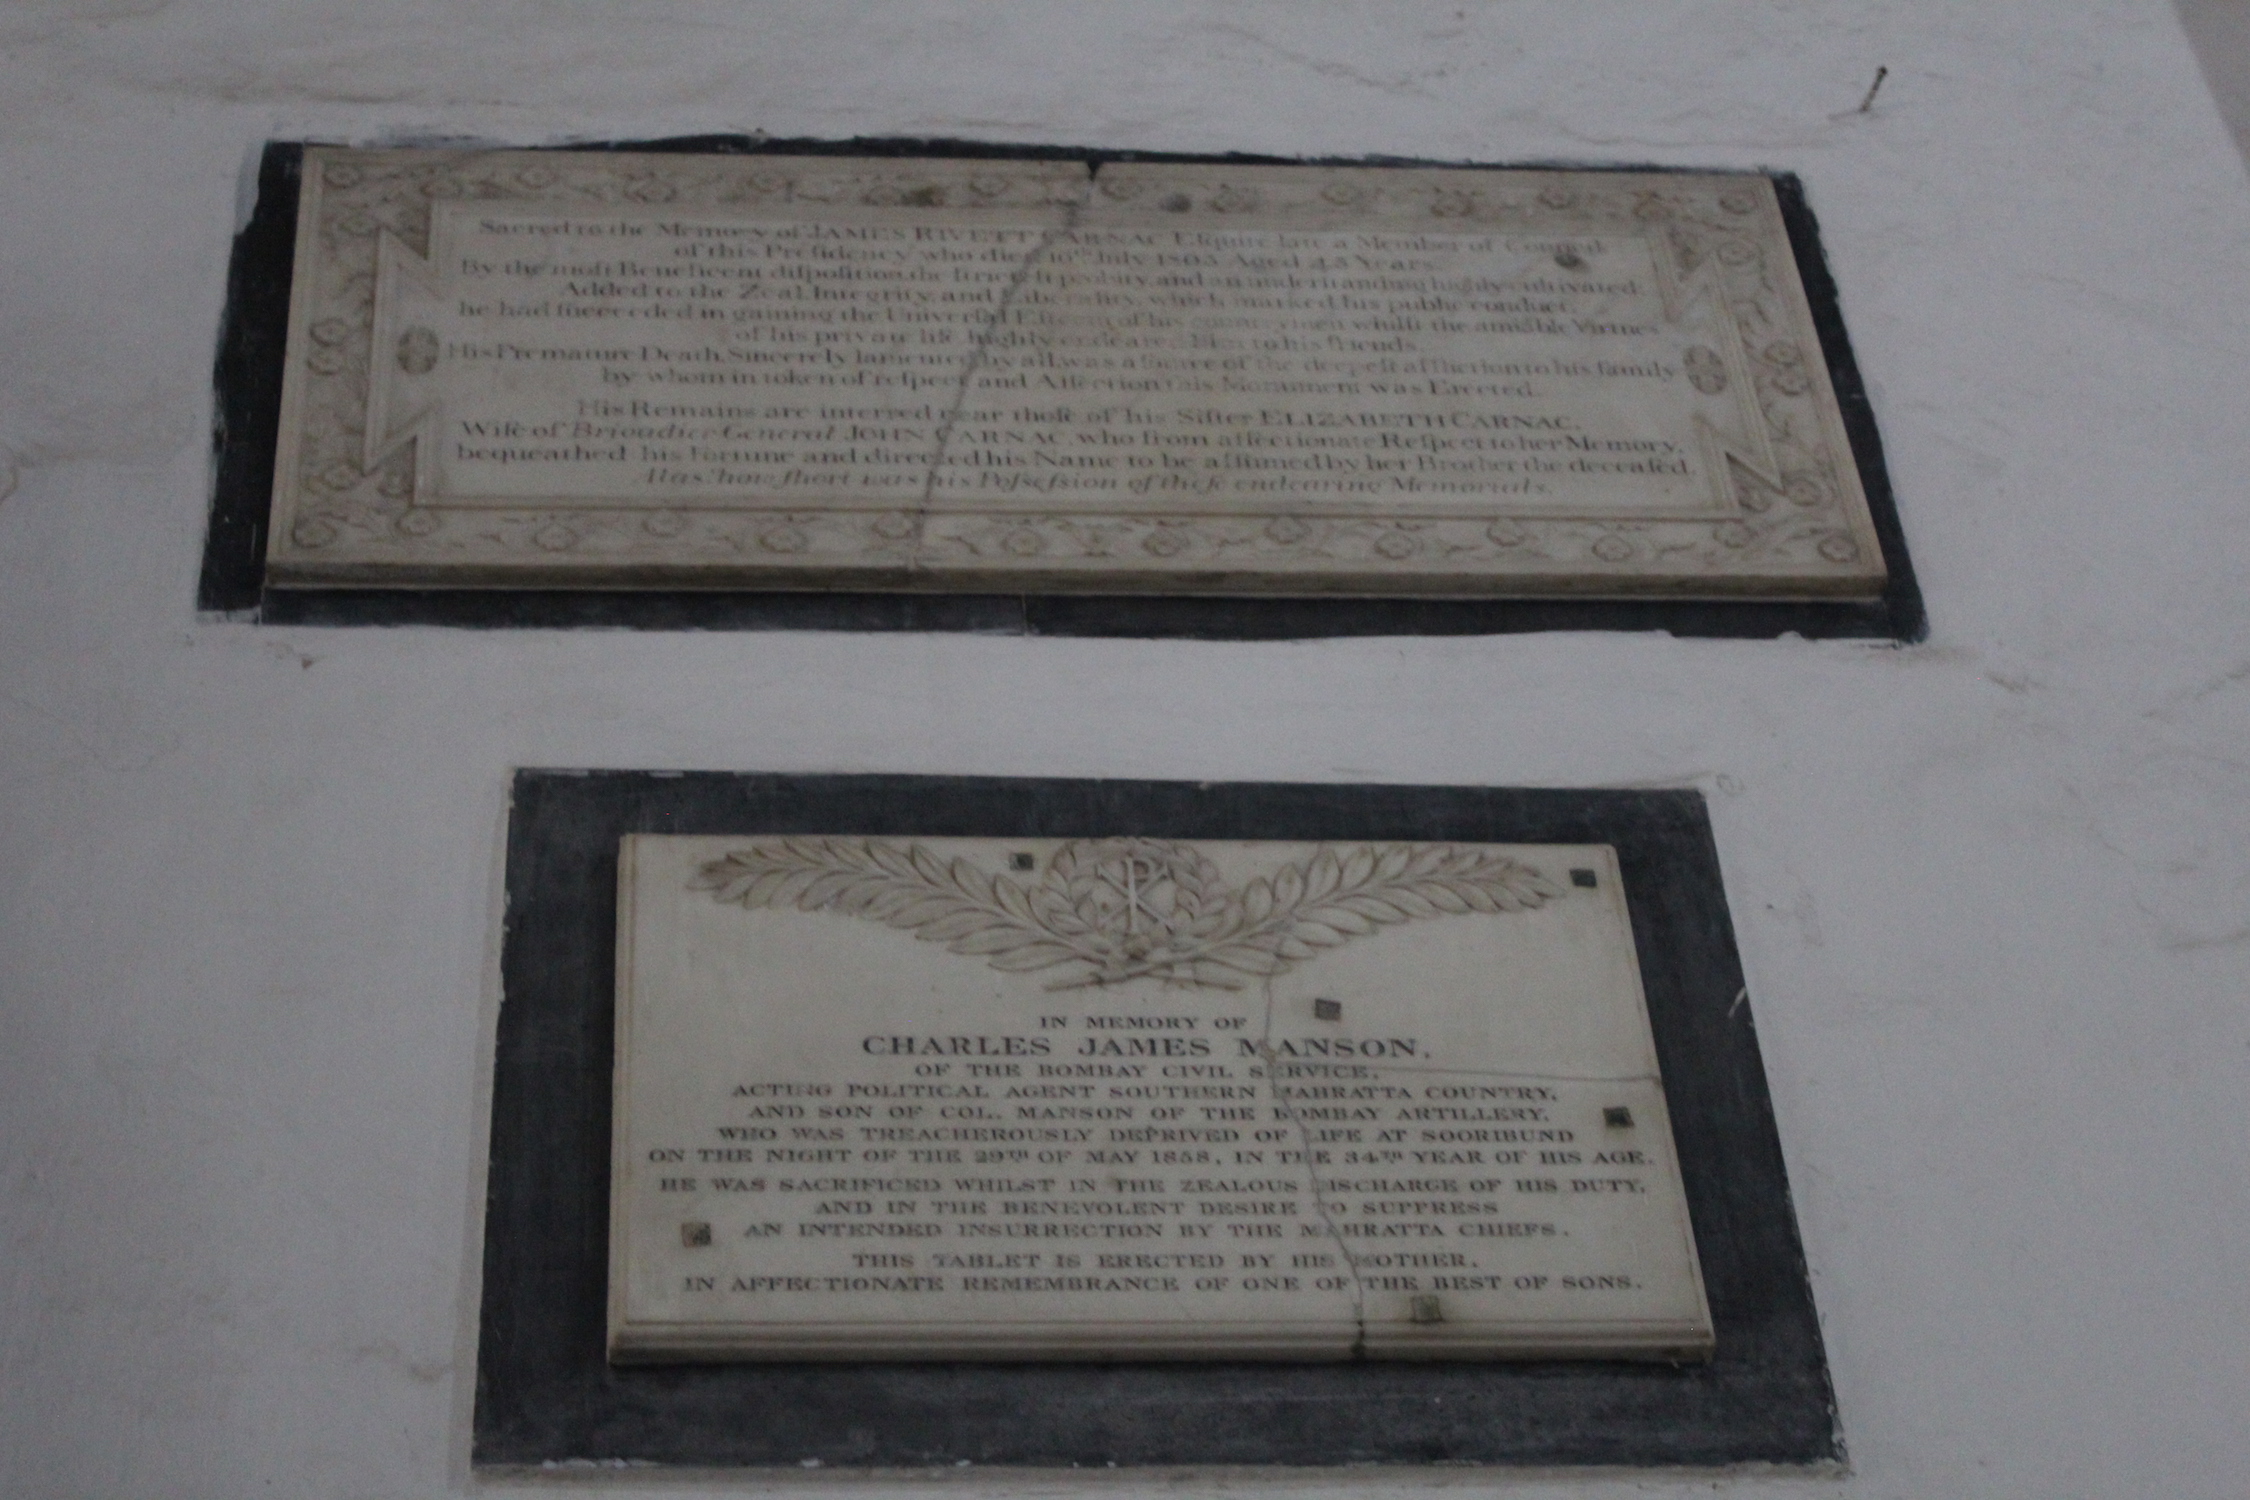 Sacred to the Memory of JAMES RIVETT CARNAC Eſquire late a Member of Council
of this Preſidency who died 16th July 1803 Aged 45 Years.
By the moſt Beneficent diſpoſition, the ſtricteſt probity, and an underſtanding highly cultivated.
Added to the Zeal, Integrity, and Liberality, which marked his public conduct,
he had ſucceeded in gaining the Univerſal Eſteem of his countrymen whilſt the amiable Virtues
of his private life highly endeared Him to his friends.
His Premature Death, Sincerely lamented by all, was a ſource of the deepeſt affliction to his family
by whom in token of reſpect and Affection this Monument was Erected.
His Remains are interred near thoſe of his Siſter ELIZABETH CARNAC,
Wife of Brigadier General JOHN CARNAC, who from affectionate Reſpect to her Memory,
bequeathed his Fortune and directed his Name to be aſſumed by her Brother the deceaſed.
Alas! how ſhort was his Poſseſsion of theſe endearing Memorials.
IN MEMORY OF
CHARLES JAMES MANSON,
OF THE BOMBAY CIVIL SERVICE,
ACTING POLITICAL AGENT SOUTHERN MAHRATTA COUNTRY,
AND SON OF COL. MANSON OF THE BOMBAY ARTILLERY,
WHO WAS TREACHEROUSLY DEPRIVED OF LIFE AT SOORIBUND
ON THE NIGHT OF THE 29TH OF MAY 1858, IN THE 34TH YEAR OF HIS AGE.
HE WAS SACRIFICED WHILST IN THE ZEALOUS DISCHARGE OF HIS DUTY,
AND IN THE BENEVOLENT DESIRE TO SUPPRESS
AN INTENDED INSURRECTION BY THE MAHRATTA CHIEFS.
THIS TABLET IS ERECTED BY HIS MOTHER,
IN AFFECTIONATE REMEMBRANCE OF ONE OF THE BEST OF SONS.